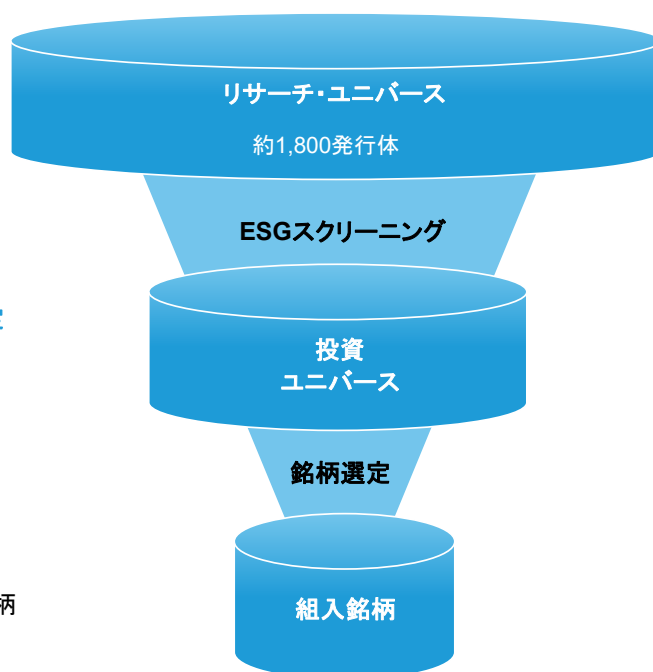 リサーチ・ユニバース
約1,800発行体
ESGスクリーニング
定
投資
ユニバース
銘柄選定
柄
組入銘柄